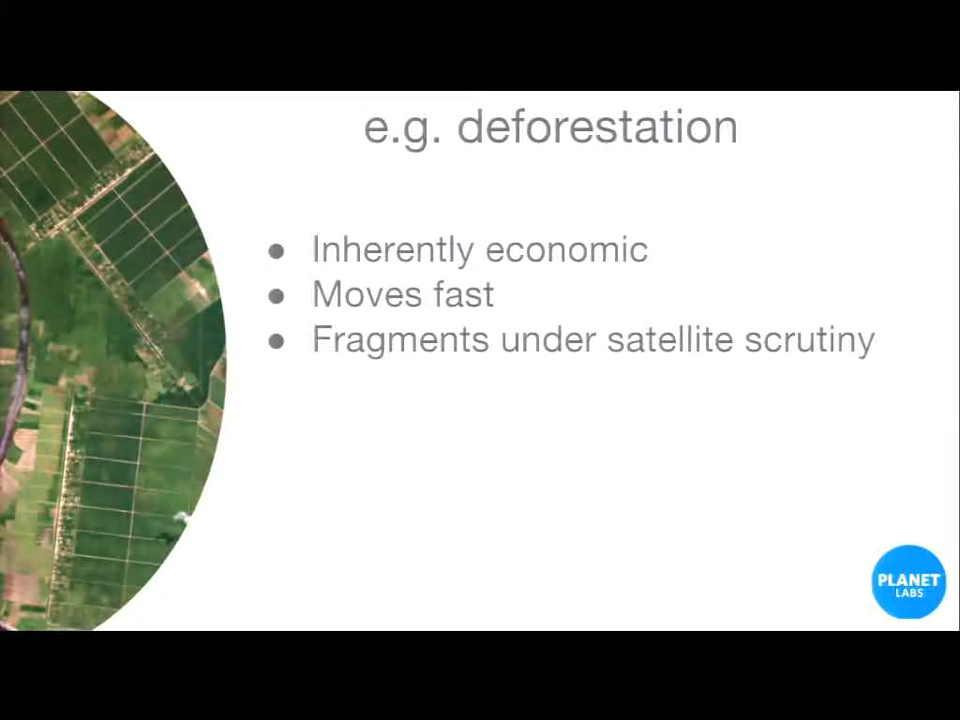 e.g. deforestation
● Inherently economic
● Moves fast
● Fragments under satellite scrutiny
PLANET
LABS